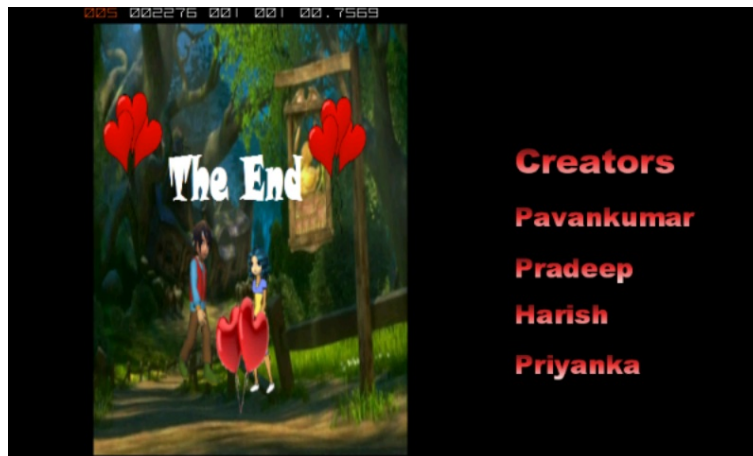 005 002276 001 001 00.7569
The End
Creators
Pavankumar
Pradeep
Harish
Priyanka